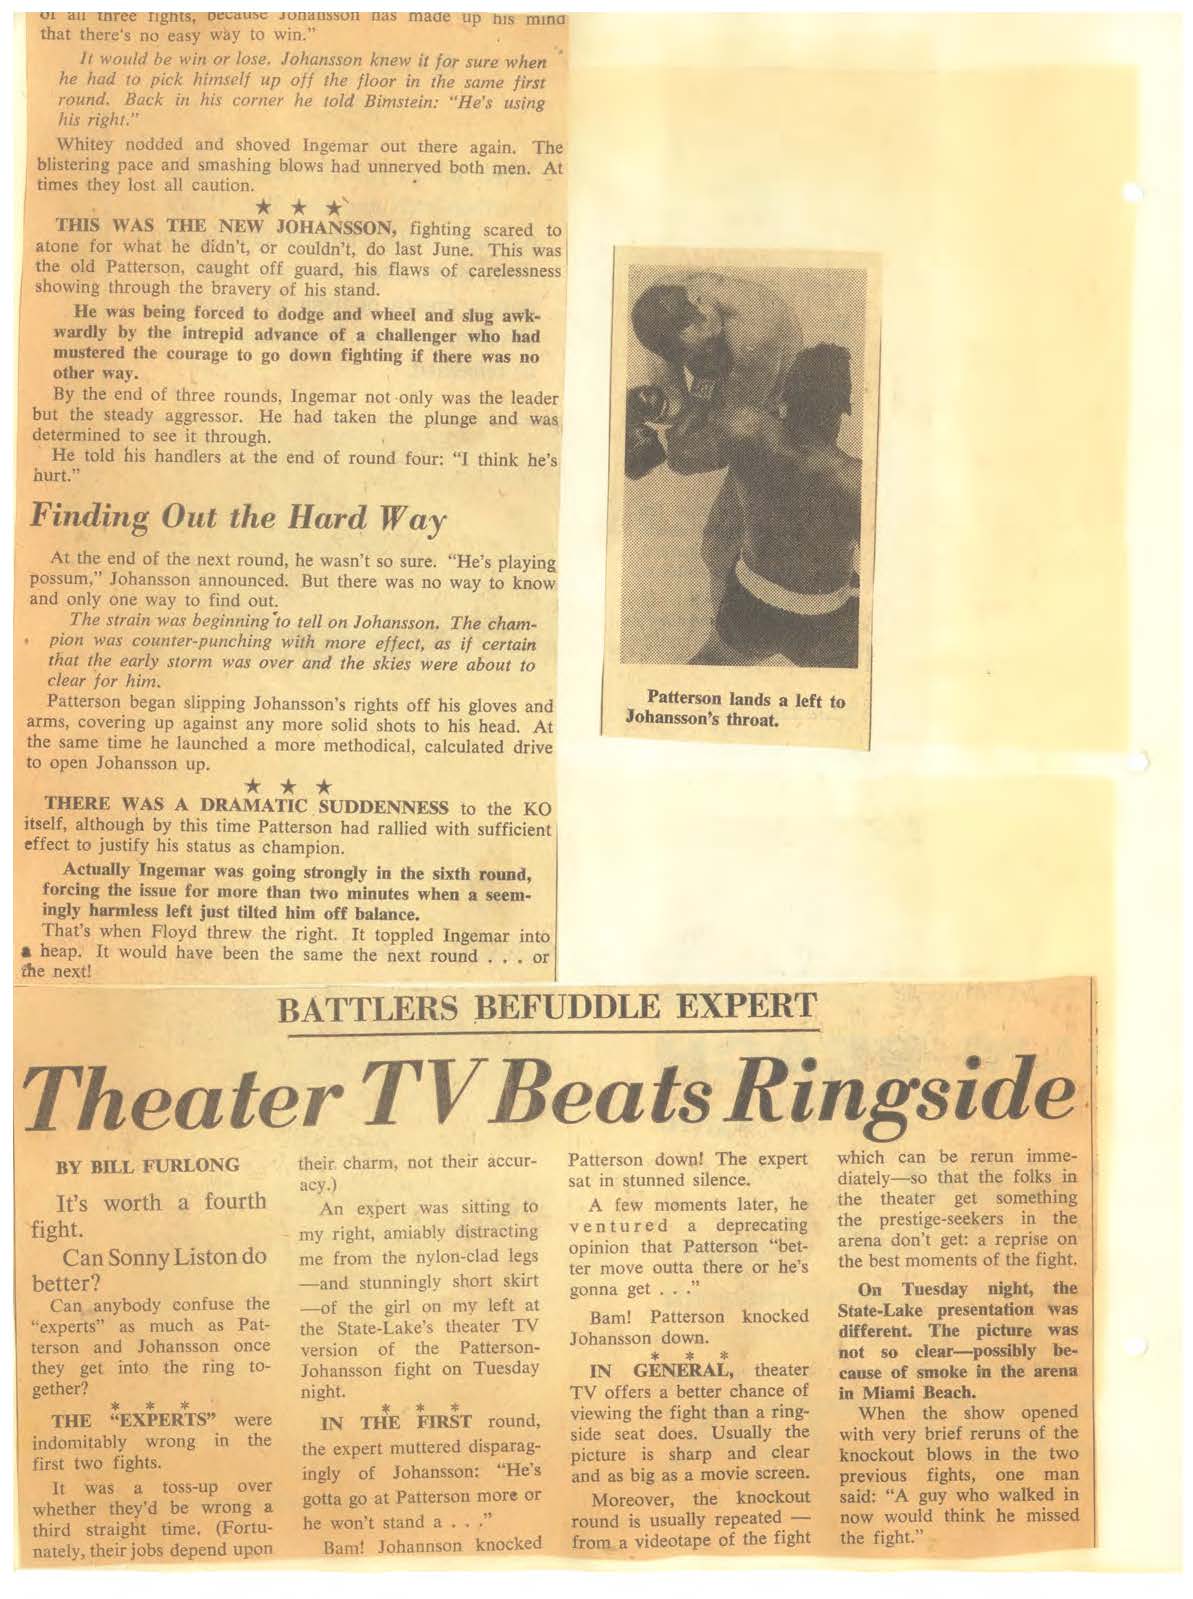 of all three fights, because Johansson has made up his mind
that there's no easy way to win."
It would be win or lose. Johansson knew it for sure when
he had to pick himself up off the floor in the same first
round. Back in his corner he told Bimstein: "He's using
his right."
Whitey nodded and shoved Ingemar out there again. The
blistering pace and smashing blows had unnerved both men. At
times they lost all caution.
★ ★ ★
THIS WAS THE NEW JOHANSSON, fighting scared to
atone for what he didn't, or couldn't, do last June. This was
the old Patterson, caught off guard, his flaws of carelessness
showing through the bravery of his stand.
He was being forced to dodge and wheel and slug awk-
wardly by the intrepid advance of a challenger who had
mustered the courage to go down fighting if there was no
other way.
By the end of three rounds, Ingemar not only was the leader
but the steady aggressor. He had taken the plunge and was
determined to see it through.
He told his handlers at the end of round four: "I think he's
hurt."
Finding Out the Hard Way
At the end of the next round, he wasn't so sure. "He's playing
possum," Johansson announced. But there was no way to know
and only one way to find out.
The strain was beginning to tell on Johansson. The cham-
pion was counter-punching with more effect, as if certain
that the early storm was over and the skies were about to
clear for him.
Patterson began slipping Johansson's rights off his gloves and
arms, covering up against any more solid shots to his head. At
the same time he launched a more methodical, calculated drive
to open Johansson up.
★ ★ ★
THERE WAS A DRAMATIC SUDDENNESS to the KO
itself, although by this time Patterson had rallied with sufficient
effect to justify his status as champion.
Actually Ingemar was going strongly in the sixth round,
forcing the issue for more than two minutes when a seem-
ingly harmless left just tilted him off balance.
That's when Floyd threw the right. It toppled Ingemar into
a heap. It would have been the same the next round . . . or
the next!
Patterson lands a left to
Johansson's throat.
BATTLERS BEFUDDLE EXPERT
Theater TV Beats Ringside
BY BILL FURLONG
It's worth a fourth
fight.
Can Sonny Liston do
better?
Can anybody confuse the
"experts" as much as Pat-
terson and Johansson once
they get into the ring to-
gether?
* * *
THE "EXPERTS" were
indomitably wrong in the
first two fights.
It was a toss-up over
whether they'd be wrong a
third straight time. (Fortu-
nately, their jobs depend upon
their charm, not their accur-
acy.)
An expert was sitting to
my right, amiably distracting
me from the nylon-clad legs
—and stunningly short skirt
—of the girl on my left at
the State-Lake's theater TV
version of the Patterson-
Johansson fight on Tuesday
night.
* * *
IN THE FIRST round,
the expert muttered disparag-
ingly of Johansson: "He's
gotta go at Patterson more or
he won't stand a . . ."
Bam! Johannson knocked
Patterson down! The expert
sat in stunned silence.
A few moments later, he
ventured a deprecating
opinion that Patterson "bet-
ter move outta there or he's
gonna get . . ."
Bam! Patterson knocked
Johansson down.
* * *
IN GENERAL, theater
TV offers a better chance of
viewing the fight than a ring-
side seat does. Usually the
picture is sharp and clear
and as big as a movie screen.
Moreover, the knockout
round is usually repeated —
from a videotape of the fight
which can be rerun imme-
diately—so that the folks in
the theater get something
the prestige-seekers in the
arena don't get: a reprise on
the best moments of the fight.
On Tuesday night, the
State-Lake presentation was
different. The picture was
not so clear—possibly be-
cause of smoke in the arena
in Miami Beach.
When the show opened
with very brief reruns of the
knockout blows in the two
previous fights, one man
said: "A guy who walked in
now would think he missed
the fight."